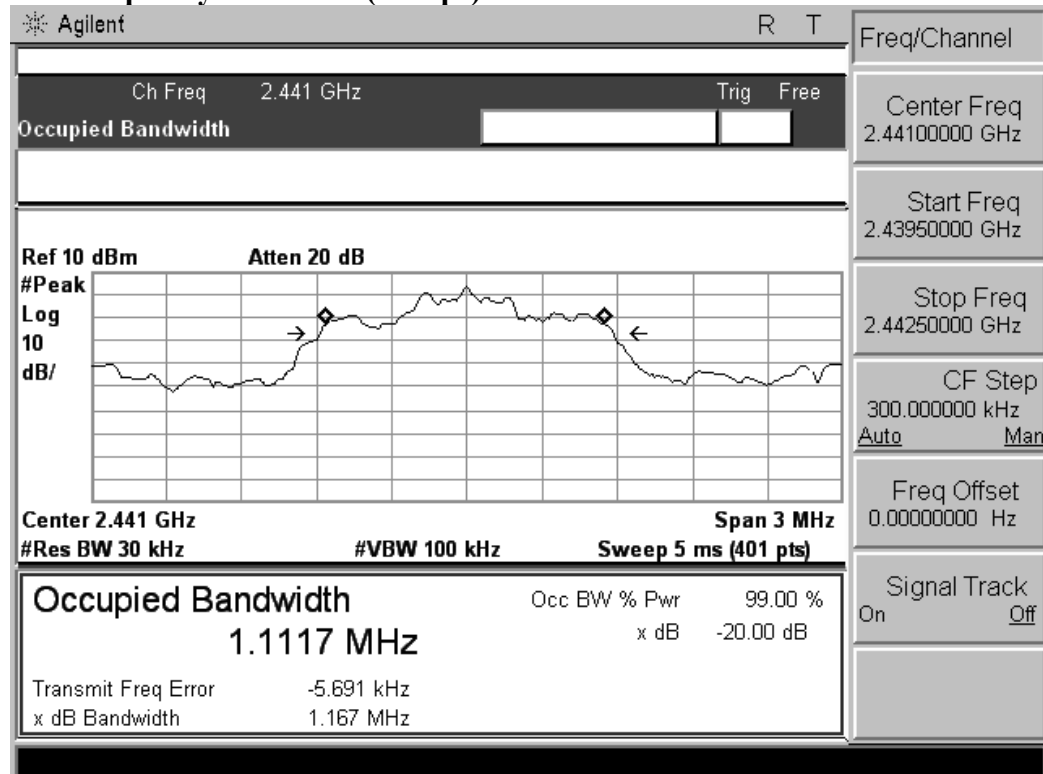 Agilent R T
Ch Freq 2.441 GHz Trig Free
Occupied Bandwidth
Ref 10 dBm Atten 20 dB
#Peak
Log
10
dB/
Center 2.441 GHz Span 3 MHz
#Res BW 30 kHz #VBW 100 kHz Sweep 5 ms (401 pts)
Occupied Bandwidth
1.1117 MHz
Occ BW % Pwr 99.00 %
x dB -20.00 dB
Transmit Freq Error -5.691 kHz
x dB Bandwidth 1.167 MHz
Freq/Channel
Center Freq
2.44100000 GHz
Start Freq
2.43950000 GHz
Stop Freq
2.44250000 GHz
CF Step
300.000000 kHz
Auto Man
Freq Offset
0.00000000 Hz
Signal Track
On Off